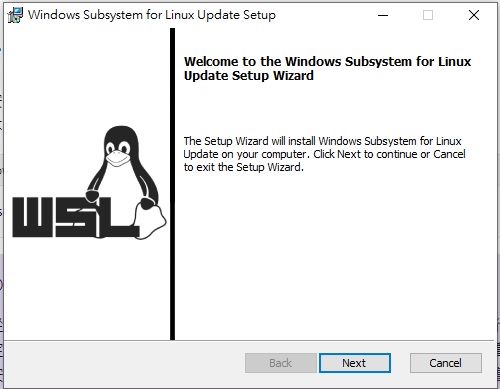 Windows Subsystem for Linux Update Setup
Welcome to the Windows Subsystem for Linux
Update Setup Wizard
The Setup Wizard will install Windows Subsystem for Linux
Update on your computer. Click Next to continue or Cancel
to exit the Setup Wizard.
WSL
Back
Next
Cancel